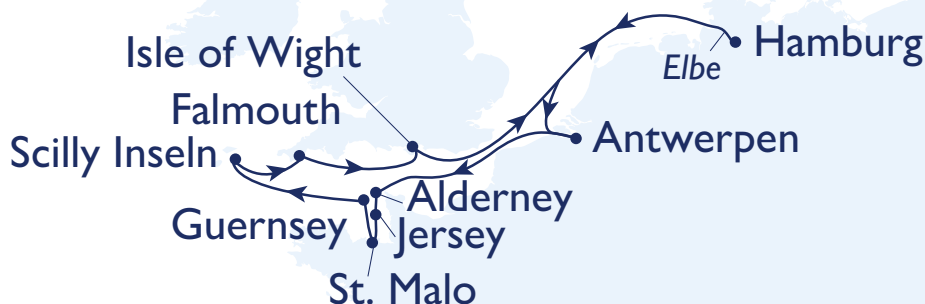 Isle of Wight
Hamburg
Elbe
Falmouth
Antwerpen
Scilly Inseln
Alderney
Guernsey
Jersey
St. Malo